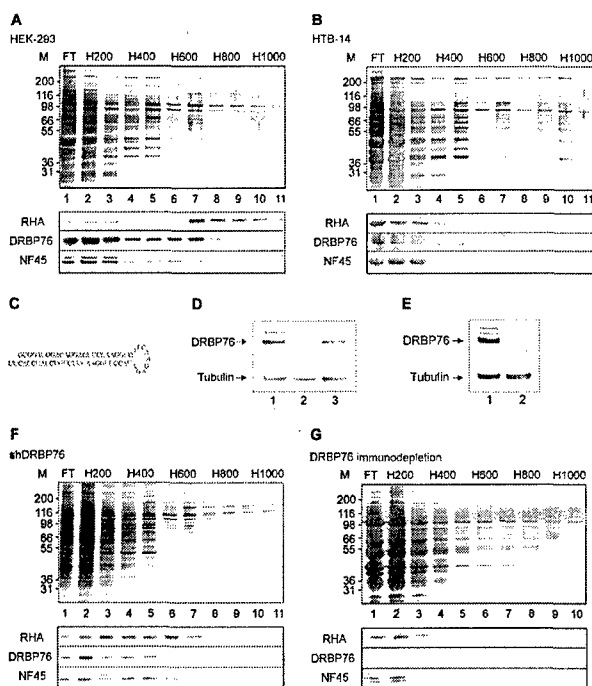 A
HEK-293
M FT H200 H400 H600 H800 H1000
200
116
98
66
55
36
31
1 2 3 4 5 6 7 8 9 10 11
RHA
DRBP76
NF45
B
HTB-14
M FT H200 H400 H600 H800 H1000
200
116
98
66
55
36
31
1 2 3 4 5 6 7 8 9 10 11
RHA
DRBP76
NF45
C
D
DRBP76
Tubulin
1 2 3
E
DRBP76
Tubulin
1 2
F
shDRBP76
M FT H200 H400 H600 H800 H1000
200
116
98
66
55
36
31
1 2 3 4 5 6 7 8 9 10 11
RHA
DRBP76
NF45
G
DRBP76 immunodepletion
M FT H200 H400 H600 H800 H1000
200
116
98
66
55
36
31
1 2 3 4 5 6 7 8 9 10
RHA
DRBP76
NF45